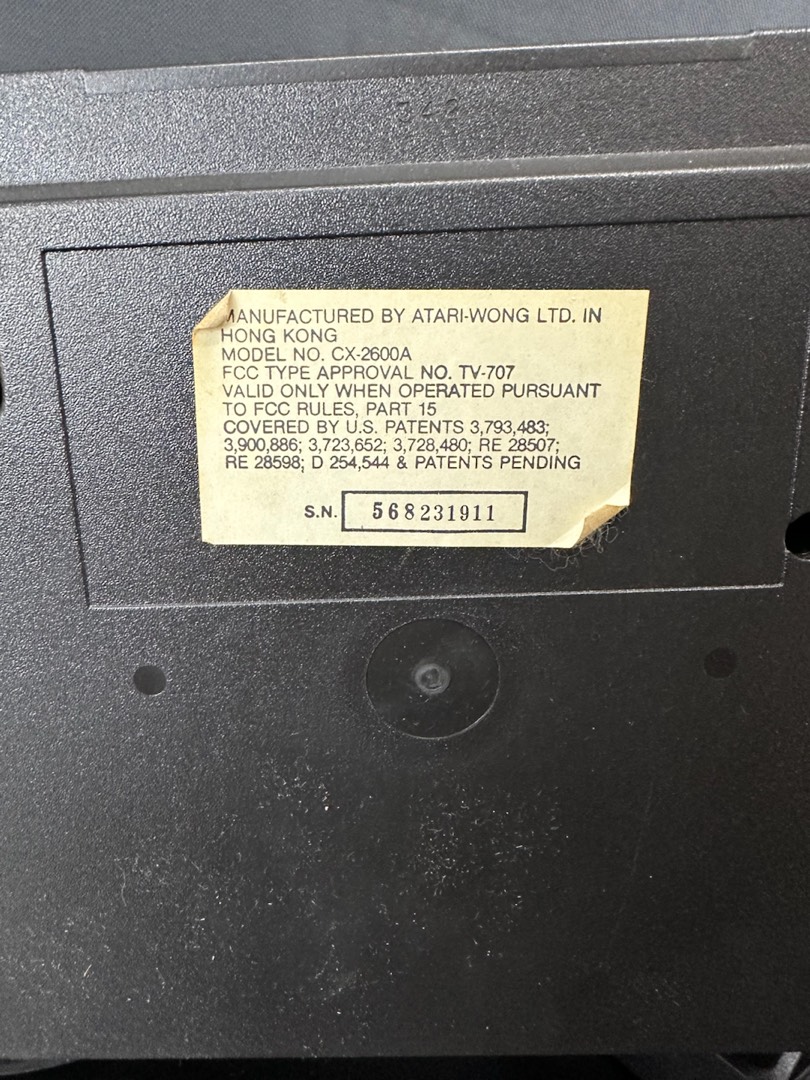 342
MANUFACTURED BY ATARI-WONG LTD. IN
HONG KONG
MODEL NO. CX-2600A
FCC TYPE APPROVAL NO. TV-707
VALID ONLY WHEN OPERATED PURSUANT
TO FCC RULES, PART 15
COVERED BY U.S. PATENTS 3,793,483;
3,900,886; 3,723,652; 3,728,480; RE 28507;
RE 28598; D 254,544 & PATENTS PENDING
S.N. 568231911